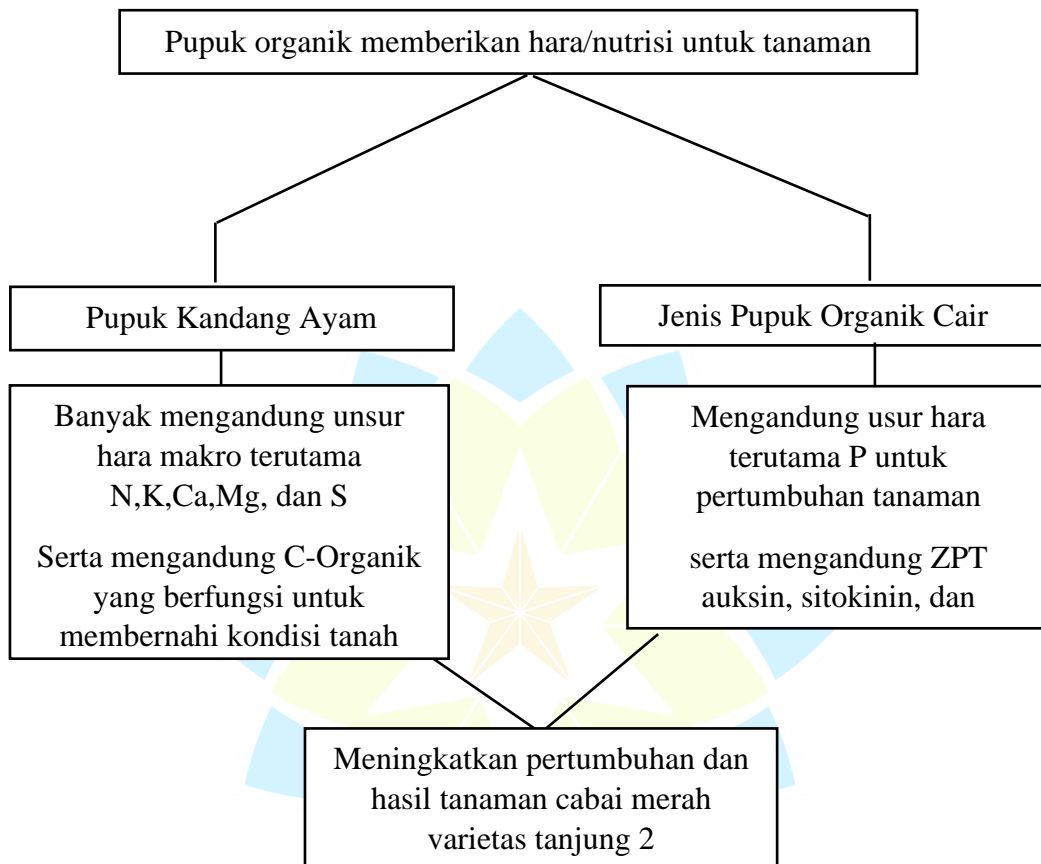 Pupuk organik memberikan hara/nutrisi untuk tanaman
Pupuk Kandang Ayam
Banyak mengandung unsur
hara makro terutama
N,K,Ca,Mg, dan S
Serta mengandung C-Organik
yang berfungsi untuk
membernahi kondisi tanah
Jenis Pupuk Organik Cair
Mengandung usur hara
terutama P untuk
pertumbuhan tanaman
serta mengandung ZPT
auksin, sitokinin, dan
Meningkatkan pertumbuhan dan
hasil tanaman cabai merah
varietas tanjung 2